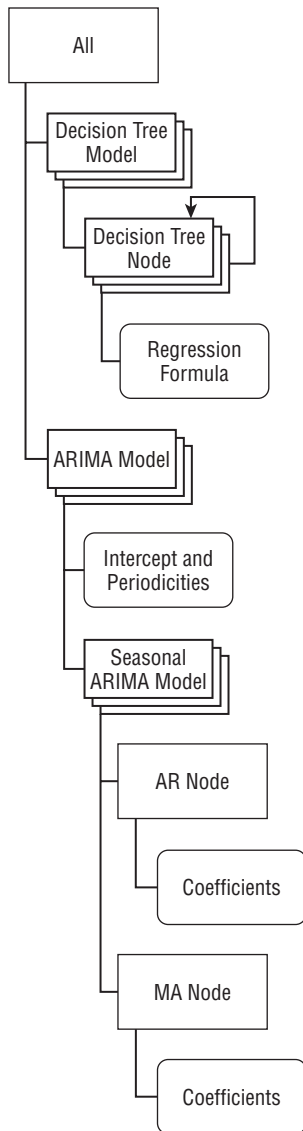 All
Decision Tree
Model
Decision Tree
Node
Regression
Formula
ARIMA Model
Intercept and
Periodicities
Seasonal
ARIMA Model
AR Node
Coefficients
MA Node
Coefficients